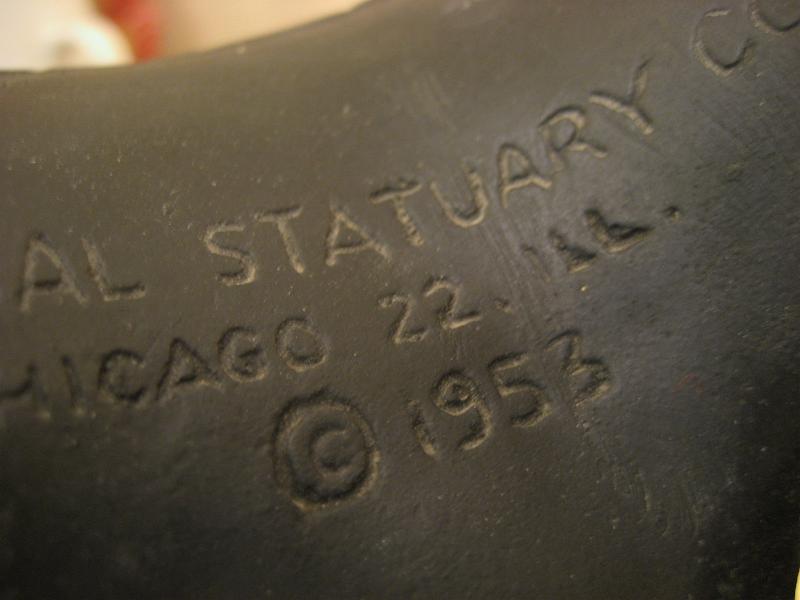 AL STATUARY CO
HICAGO 22. ILL.
© 1953